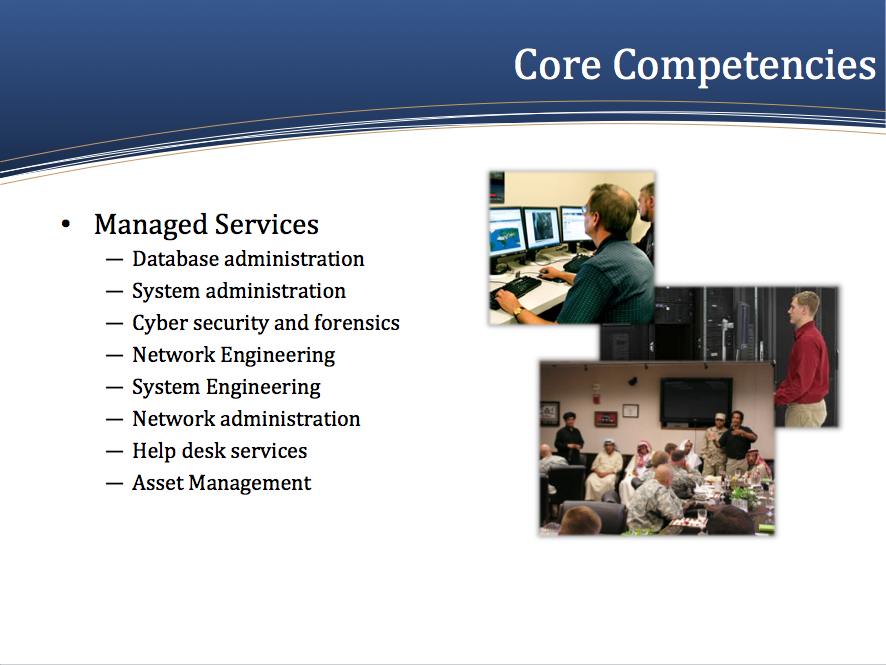 Core Competencies
• Managed Services
— Database administration
— System administration
— Cyber security and forensics
— Network Engineering
— System Engineering
— Network administration
— Help desk services
— Asset Management